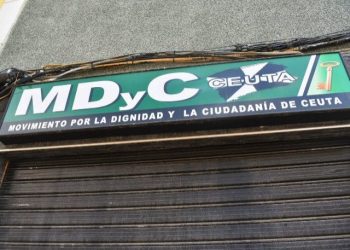 MDyC CEUTA
MOVIMIENTO POR LA DIGNIDAD Y LA CIUDADANÍA DE CEUTA